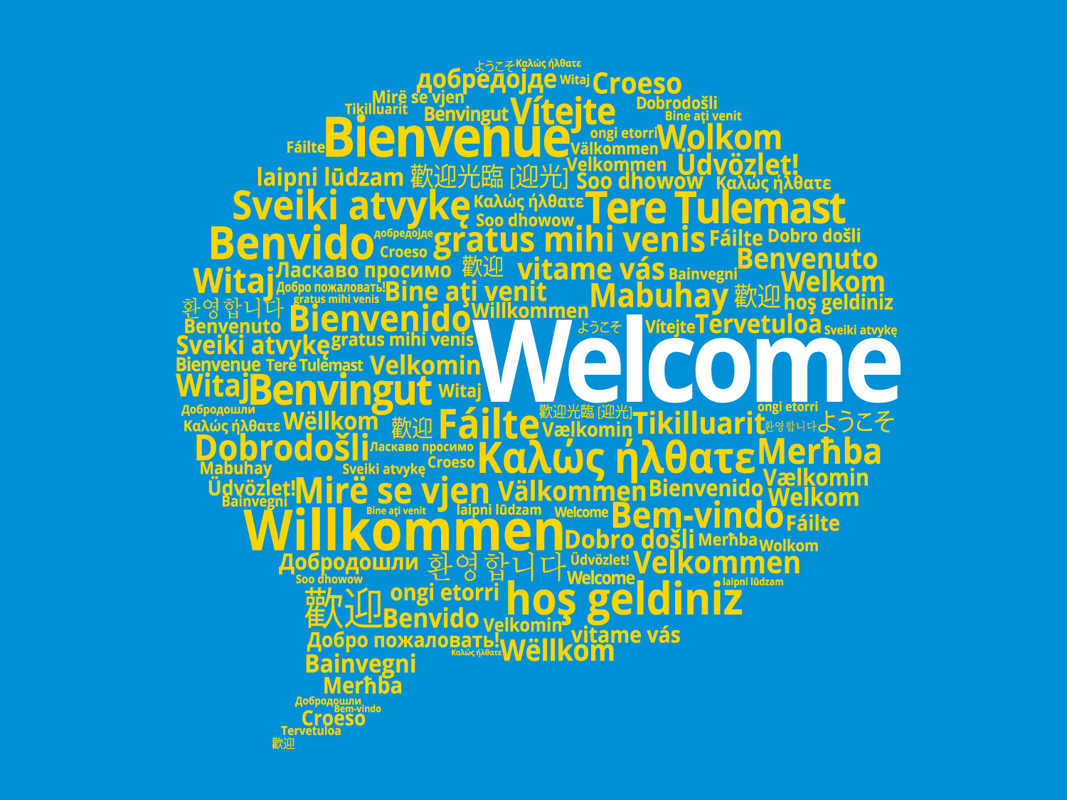 ようこそ Καλώς ήλθατε
добредојде Witaj Croeso
Mirë se vjen Dobrodošli
Tikilluarit Benvingut Vítejte Bine aţi venit
Fáilte Bienvenue ongi etorri Wolkom
Välkommen
Velkommen Üdvözlet!
laipni lūdzam 歡迎光臨 [迎光] Soo dhowow Καλώς ήλθατε
Sveiki atvykę Καλώς ήλθατε Tere Tulemast
Soo dhowow
Benvido добредојде gratus mihi venis Fáilte Dobro došli
Croeso Benvenuto
Witaj Ласкаво просимо 歡迎 vitame vás Bainvegni Welkom
Добро пожаловать! Bine aţi venit Mabuhay 歡迎 hoş geldiniz
gratus mihi venis
환영합니다 Bienvenido Willkommen
Benvenuto ようこそ Vítejte Tervetuloa Sveiki atvykę
Sveiki atvykę gratus mihi venis Welcome
Bienvenue Tere Tulemast Velkomin
Witaj Benvingut Witaj
Добродошли 歡迎光臨 [迎光] ongi etorri
Καλώς ήλθατε Wëllkom 歡迎 Fáilte Vælkomin Tikilluarit 환영합니다 ようこそ
Dobrodošli Ласкаво просимо Καλώς ήλθατε Merħba
Mabuhay Sveiki atvykę Croeso Vælkomin
Üdvözlet! Mirë se vjen Välkommen Bienvenido Welkom
Bainvegni
Willkommen Bine aţi venit laipni lūdzam Welcome Bem-vindo Fáilte
Dobro došli Merħba Wolkom
Добродошли 환영합니다 Üdvözlet! Velkommen
Soo dhowow Welcome laipni lūdzam
歡迎 ongi etorri hoş geldiniz
Benvido Velkomin vitame vás
Добро пожаловать! Καλώς ήλθατε Wëllkom
Bainvegni
Merħba
Добродошли
Bem-vindo
Croeso
Tervetuloa
歡迎